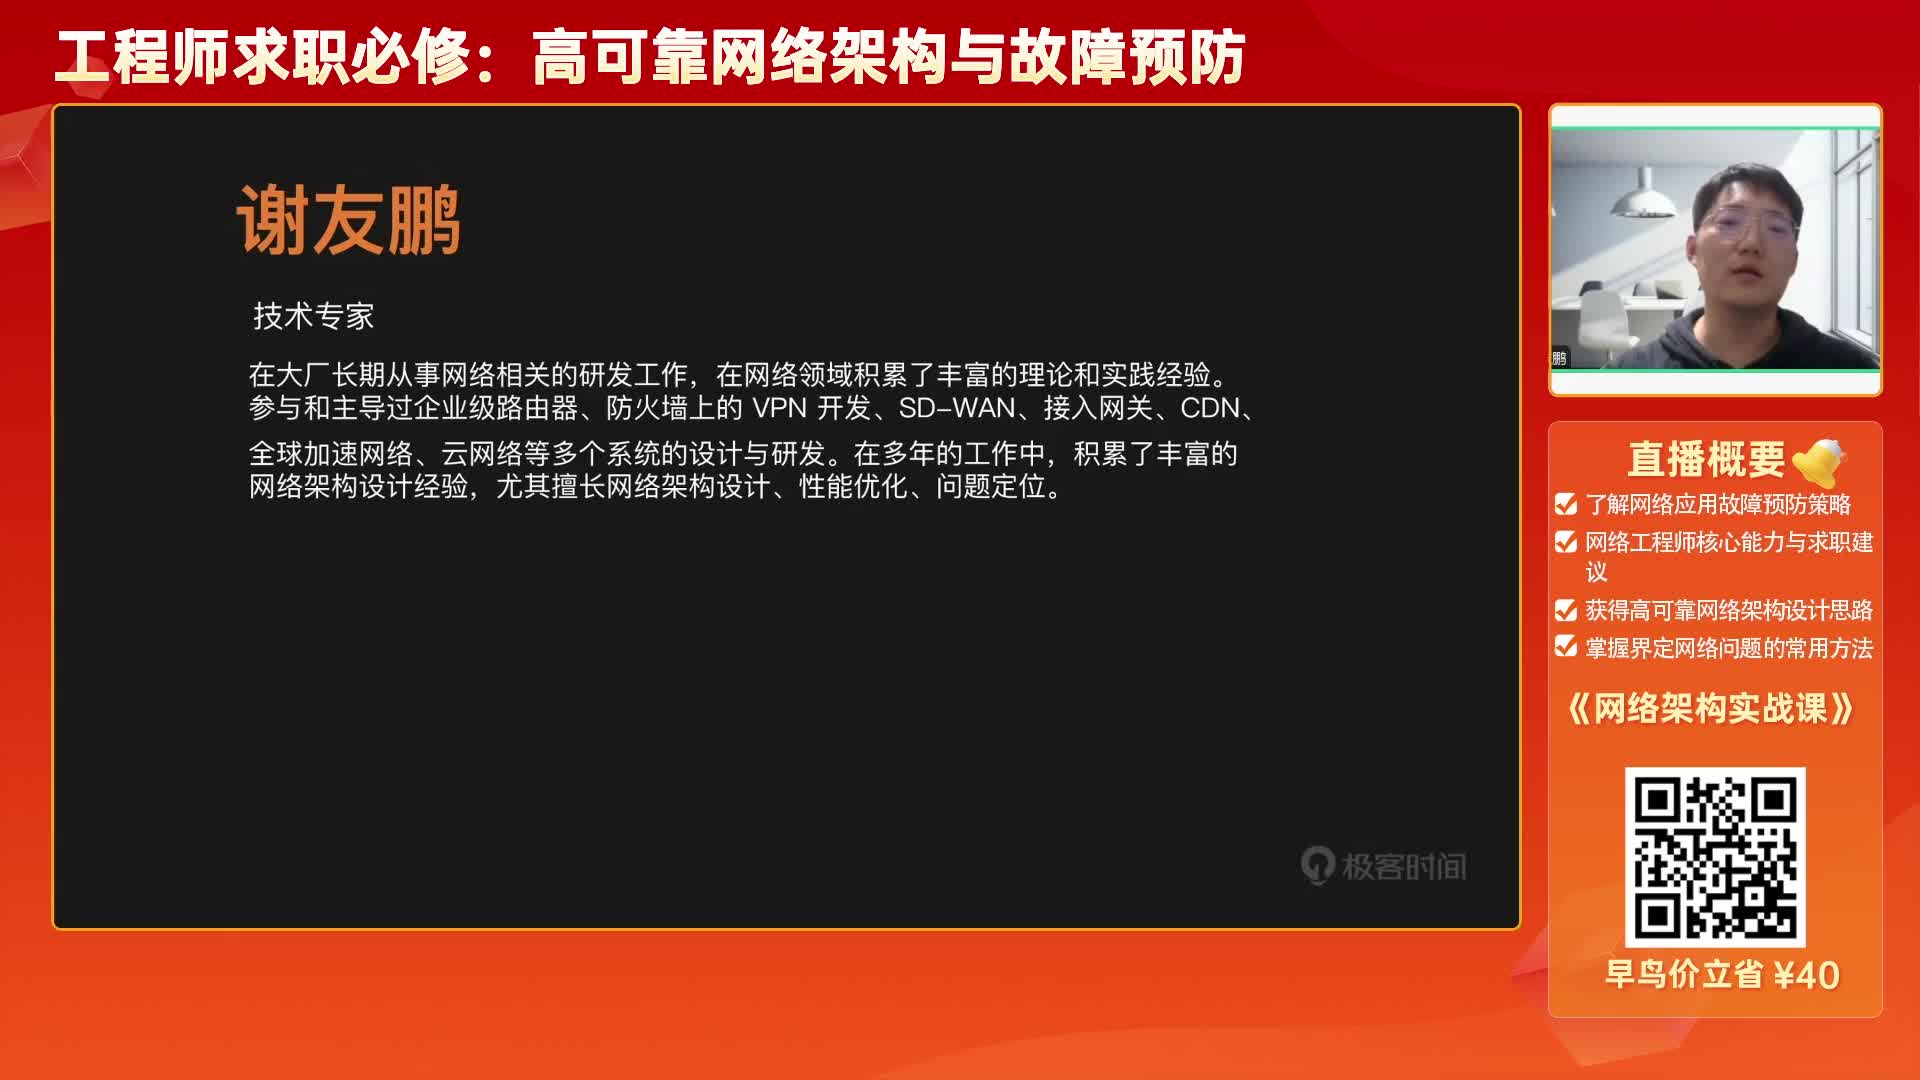 工程师求职必修：高可靠网络架构与故障预防
谢友鹏
技术专家
在大厂长期从事网络相关的研发工作，在网络领域积累了丰富的理论和实践经验。
参与和主导过企业级路由器、防火墙上的 VPN 开发、SD-WAN、接入网关、CDN、
全球加速网络、云网络等多个系统的设计与研发。在多年的工作中，积累了丰富的
网络架构设计经验，尤其擅长网络架构设计、性能优化、问题定位。
极客时间
鹏
直播概要
了解网络应用故障预防策略
网络工程师核心能力与求职建
议
获得高可靠网络架构设计思路
掌握界定网络问题的常用方法
《网络架构实战课》
早鸟价立省 ¥40